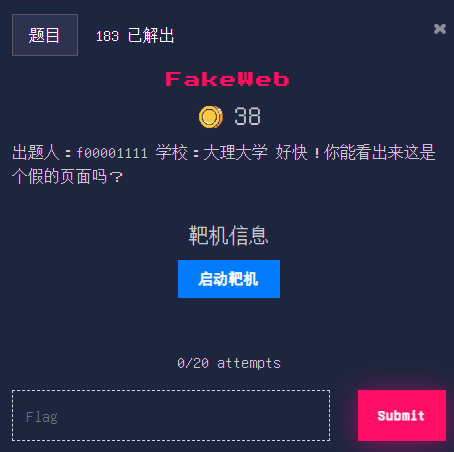 题目 183 已解出 ×
FakeWeb
38
出题人：f00001111 学校：大理大学 好快！你能看出来这是
个假的页面吗？
靶机信息
启动靶机
0/20 attempts
Flag Submit